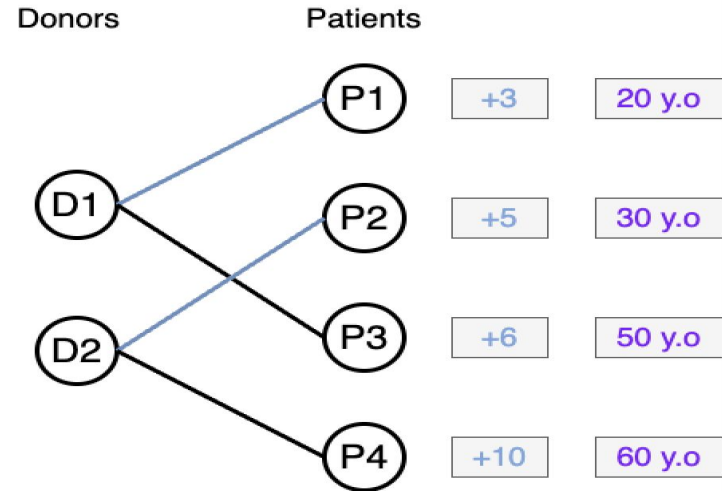 Donors Patients
P1 +3 20 y.o
D1
P2 +5 30 y.o
P3 +6 50 y.o
D2
P4 +10 60 y.o